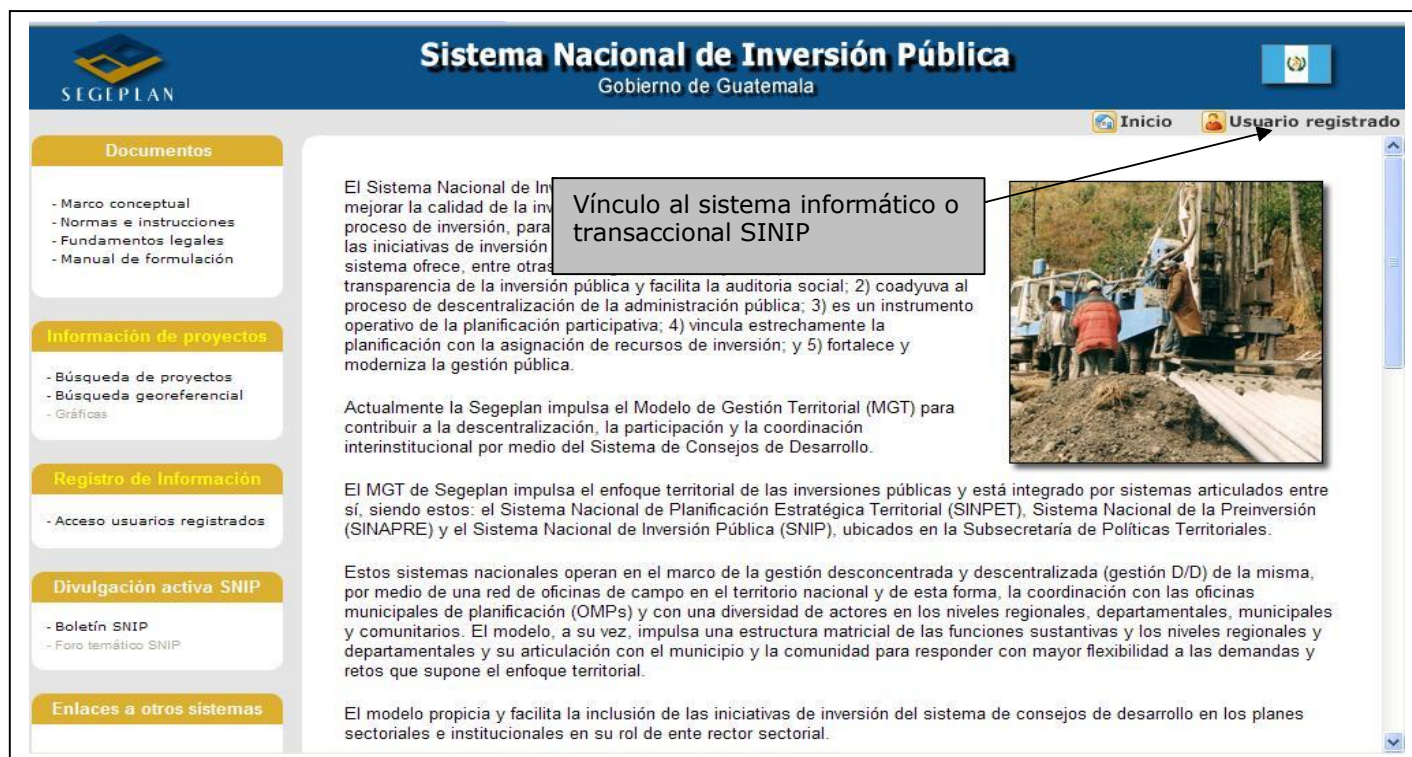 SEGEPLAN
Sistema Nacional de Inversión Pública
Gobierno de Guatemala
Inicio
Usuario registrado
Documentos
- Marco conceptual
- Normas e instrucciones
- Fundamentos legales
- Manual de formulación
Información de proyectos
- Búsqueda de proyectos
- Búsqueda georeferencial
- Gráficas
Registro de Información
- Acceso usuarios registrados
Divulgación activa SNIP
- Boletín SNIP
- Foro temático SNIP
Enlaces a otros sistemas
Vínculo al sistema informático o
transaccional SINIP
El Sistema Nacional de
mejorar la calidad de la
proceso de inversión, para
las iniciativas de inversión
sistema ofrece, entre otras
transparencia de la inversión pública y facilita la auditoria social; 2) coadyuva al
proceso de descentralización de la administración pública; 3) es un instrumento
operativo de la planificación participativa; 4) vincula estrechamente la
planificación con la asignación de recursos de inversión; y 5) fortalece y
moderniza la gestión pública.
Actualmente la Segeplan impulsa el Modelo de Gestión Territorial (MGT) para
contribuir a la descentralización, la participación y la coordinación
interinstitucional por medio del Sistema de Consejos de Desarrollo.
El MGT de Segeplan impulsa el enfoque territorial de las inversiones públicas y está integrado por sistemas articulados entre
sí, siendo estos: el Sistema Nacional de Planificación Estratégica Territorial (SINPET), Sistema Nacional de la Preinversión
(SINAPRE) y el Sistema Nacional de Inversión Pública (SNIP), ubicados en la Subsecretaría de Políticas Territoriales.
Estos sistemas nacionales operan en el marco de la gestión desconcentrada y descentralizada (gestión D/D) de la misma,
por medio de una red de oficinas de campo en el territorio nacional y de esta forma, la coordinación con las oficinas
municipales de planificación (OMPs) y con una diversidad de actores en los niveles regionales, departamentales, municipales
y comunitarios. El modelo, a su vez, impulsa una estructura matricial de las funciones sustantivas y los niveles regionales y
departamentales y su articulación con el municipio y la comunidad para responder con mayor flexibilidad a las demandas y
retos que supone el enfoque territorial.
El modelo propicia y facilita la inclusión de las iniciativas de inversión del sistema de consejos de desarrollo en los planes
sectoriales e institucionales en su rol de ente rector sectorial.